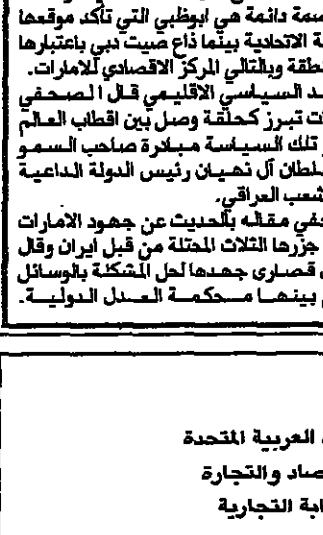 سمة دائمة هي ابوظبي التي تأكد موقعها
ة الاتحادية بينما ذاع صيت دبي باعتبارها
نطقة وبالتالي المركز الاقتصادي للامارات.
د السياسي الاقليمي قال الصحفي
ات تبرز كحلقة وصل بين اقطاب العالم
تلك السياسة مبادرة صاحب السمو
سلطان آل نهيان رئيس الدولة الداعية
شعب العراقي.
حفي مقاله بالحديث عن جهود الامارات
جزرها الثلاث المحتلة من قبل ايران وقال
قصارى جهدها لحل المشكلة بالوسائل
بينها محكمة العدل الدولية.
العربية المتحدة
صاد والتجارة
ابة التجارية